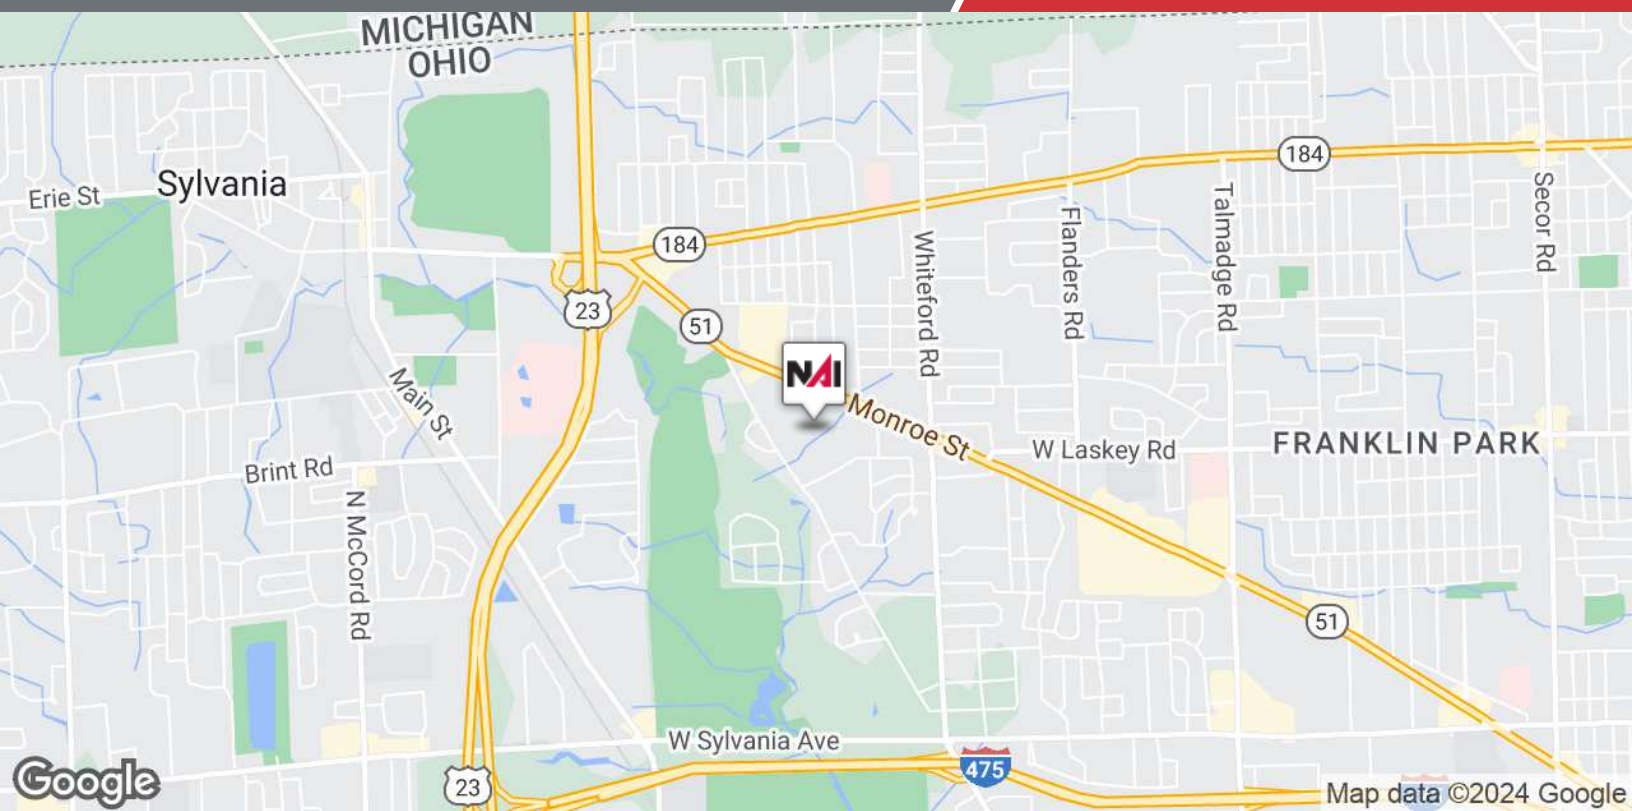 MICHIGAN
OHIO
184
Sylvania
Erie St
Secor Rd
Talmadge Rd
Flanders Rd
Whiteford Rd
184
23
51
NAI
Main St
Monroe St
W Laskey Rd
FRANKLIN PARK
Brint Rd
N McCord Rd
51
W Sylvania Ave
475
23
Google
Map data ©2024 Google